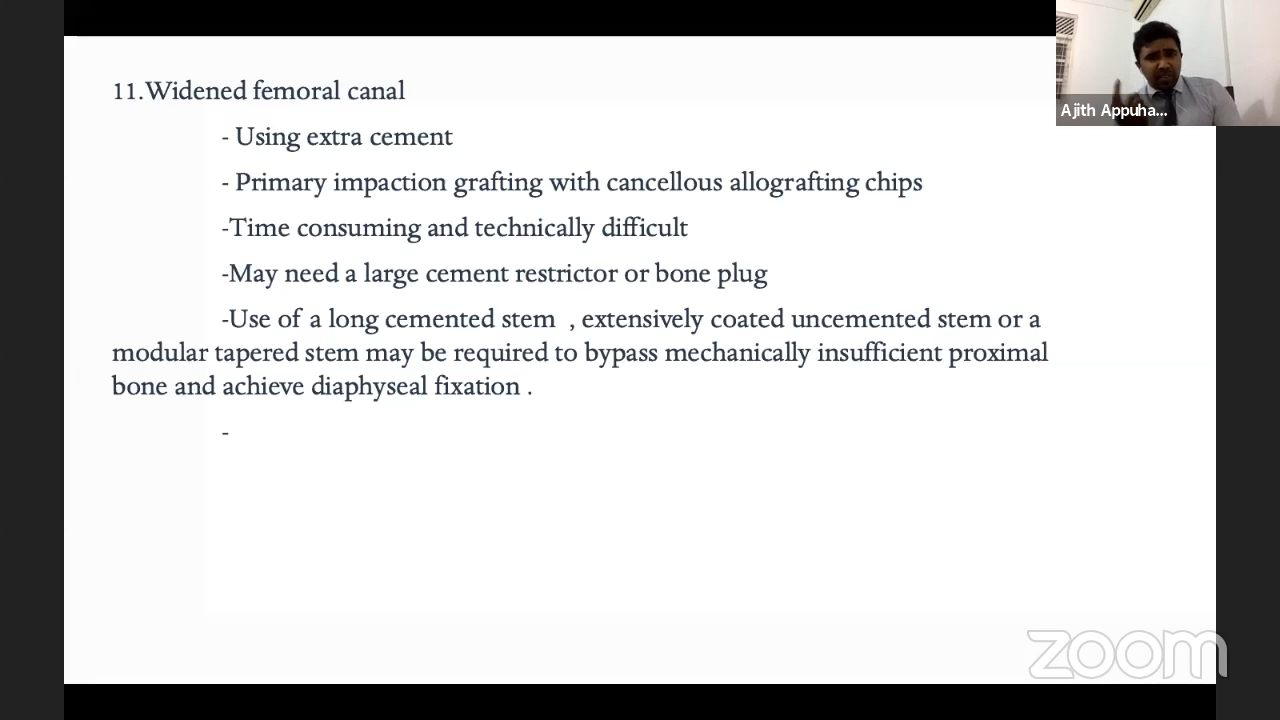 11.Widened femoral canal
- Using extra cement
- Primary impaction grafting with cancellous allografting chips
-Time consuming and technically difficult
-May need a large cement restrictor or bone plug
-Use of a long cemented stem , extensively coated uncemented stem or a
modular tapered stem may be required to bypass mechanically insufficient proximal
bone and achieve diaphyseal fixation .
-
Ajith Appuha...
zoom